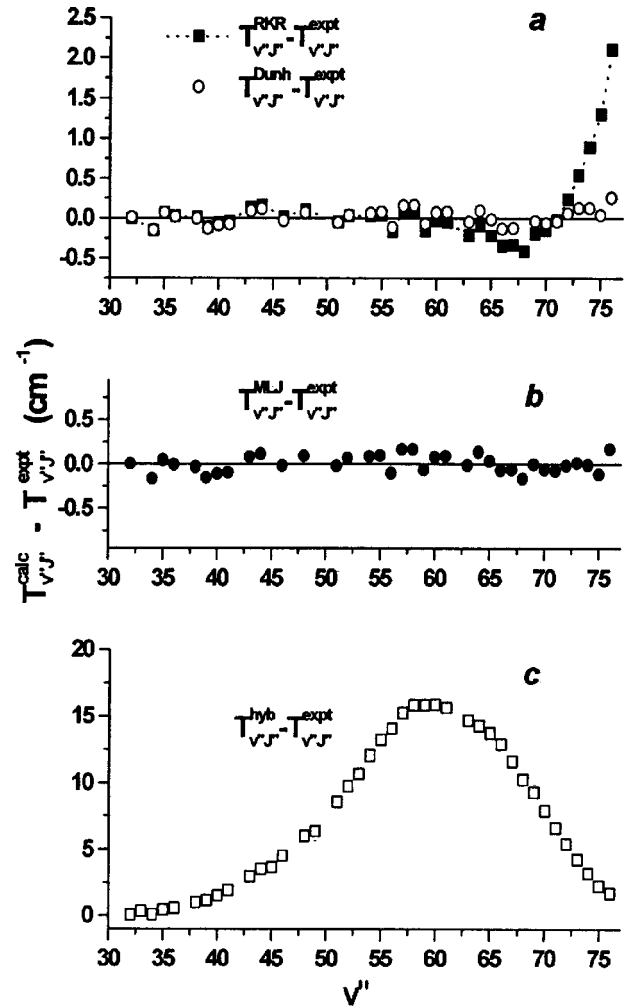 a
T^RKR_v"J" - T^expt_v"J"
T^Dunh_v"J" - T^expt_v"J"
2.5
2.0
1.5
1.0
0.5
0.0
-0.5
30 35 40 45 50 55 60 65 70 75
b
T^MLJ_v"J" - T^expt_v"J"
0.5
0.0
-0.5
30 35 40 45 50 55 60 65 70 75
T^calc_v"J" - T^expt_v"J" (cm^-1)
c
T^hyb_v"J" - T^expt_v"J"
20
15
10
5
0
30 35 40 45 50 55 60 65 70 75
v"